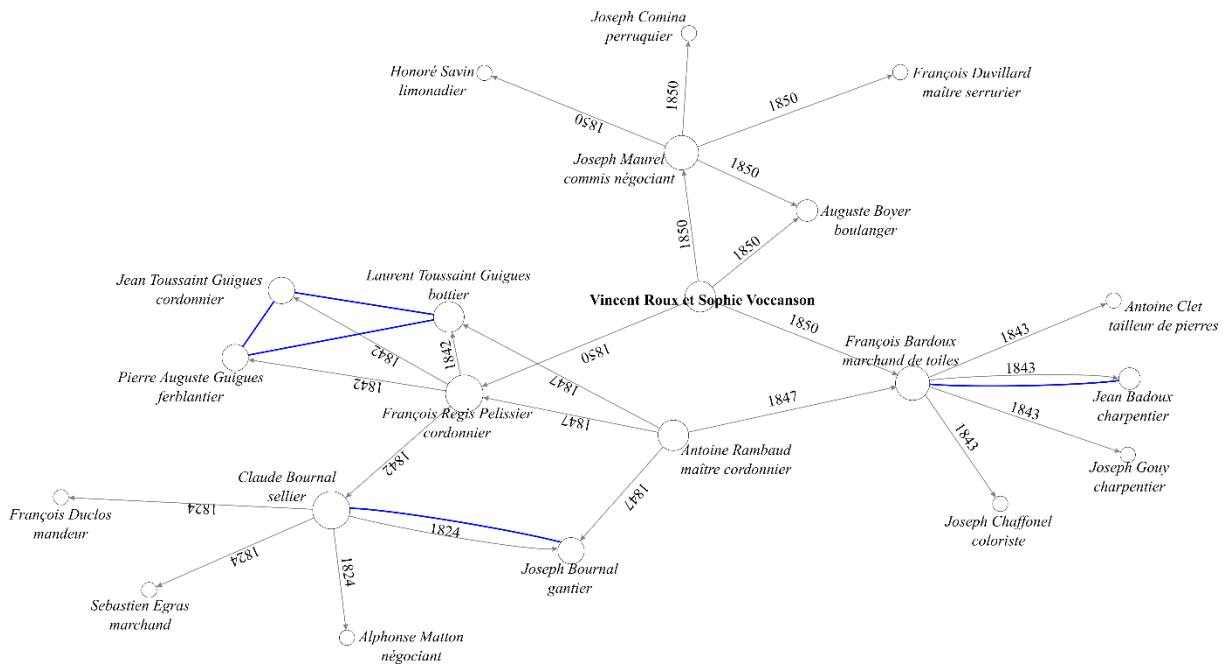 Joseph Comina
perruquier
Honoré Savin
limonadier
François Duvillard
maître serrurier
1850
1850
1850
Joseph Maurel
commis négociant
1850
Auguste Boyer
boulanger
1850
1850
Jean Toussaint Guigues
cordonnier
Laurent Toussaint Guigues
bottier
Vincent Roux et Sophie Voccanson
Antoine Clet
tailleur de pierres
1850
1850
François Bardoux
marchand de toiles
1843
1843
Jean Badoux
charpentier
1842
1842
1842
Pierre Auguste Guigues
ferblantier
1847
1847
1843
1843
François Régis Pelissier
cordonnier
1847
Antoine Rambaud
maître cordonnier
Joseph Gouy
charpentier
1842
Claude Bournal
sellier
1847
Joseph Chaffonel
coloriste
François Duclos
mandeur
1824
1824
1824
1824
Joseph Bournal
gantier
Sebastien Egras
marchand
Alphonse Matton
négociant